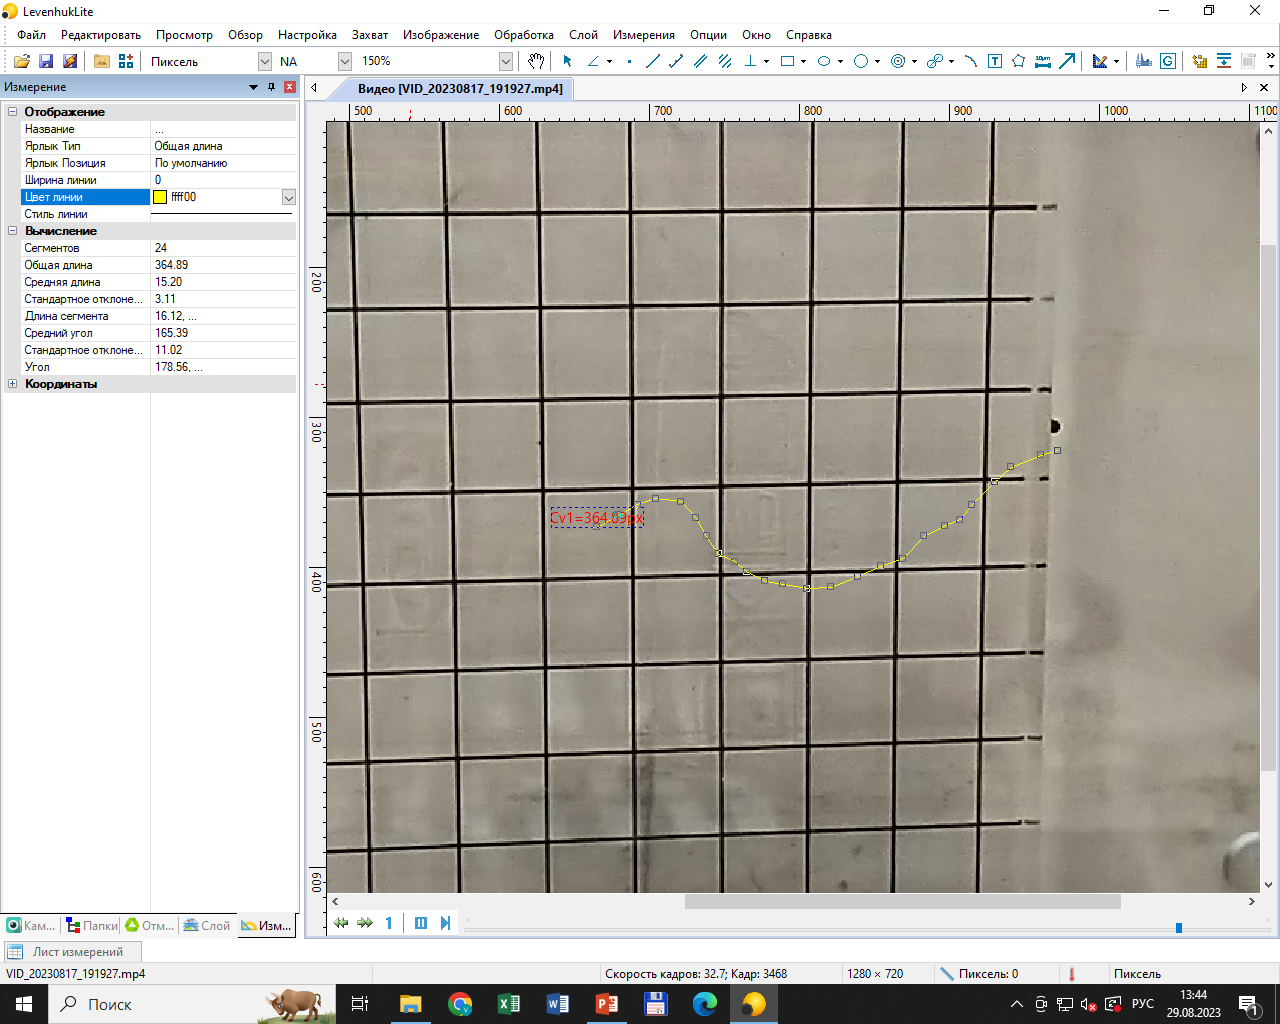 LevenhukLite
Файл Редактировать Просмотр Обзор Настройка Захват Изображение Обработка Слой Измерения Опции Окно Справка
Пиксель NA 150%
Измерение
Видео [VID_20230817_191927.mp4]
500 600 700 800 900 1000 1100
Отображение
Название ...
Ярлык Тип Общая длина
Ярлык Позиция По умолчанию
Ширина линии 0
Цвет линии ffff00
Стиль линии
Вычисление
Сегментов 24
Общая длина 364.89
Средняя длина 15.20
Стандартное отклоне... 3.11
Длина сегмента 16.12, ...
Средний угол 165.39
Стандартное отклоне... 11.02
Угол 178.56, ...
Координаты
200
300
400
500
600
Cv1=364.89px
1
Кам... Папки Отм... Слой Изм...
Лист измерений
VID_20230817_191927.mp4 Скорость кадров: 32.7; Кадр: 3468 1280 × 720 Пиксель: 0 Пиксель
Поиск
РУС
13:44
29.08.2023
1